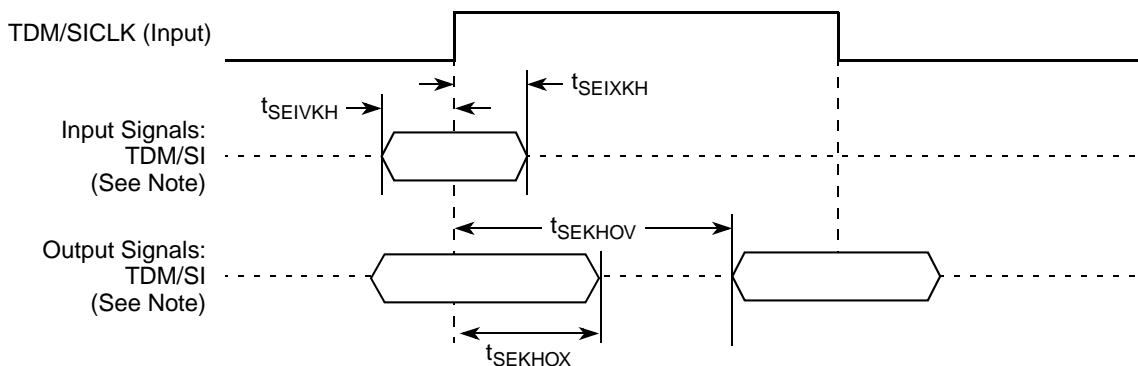 TDM/SICLK (Input)
tSEIXKH
tSEIVKH
Input Signals:
TDM/SI
(See Note)
tSEKHOV
Output Signals:
TDM/SI
(See Note)
tSEKHOX